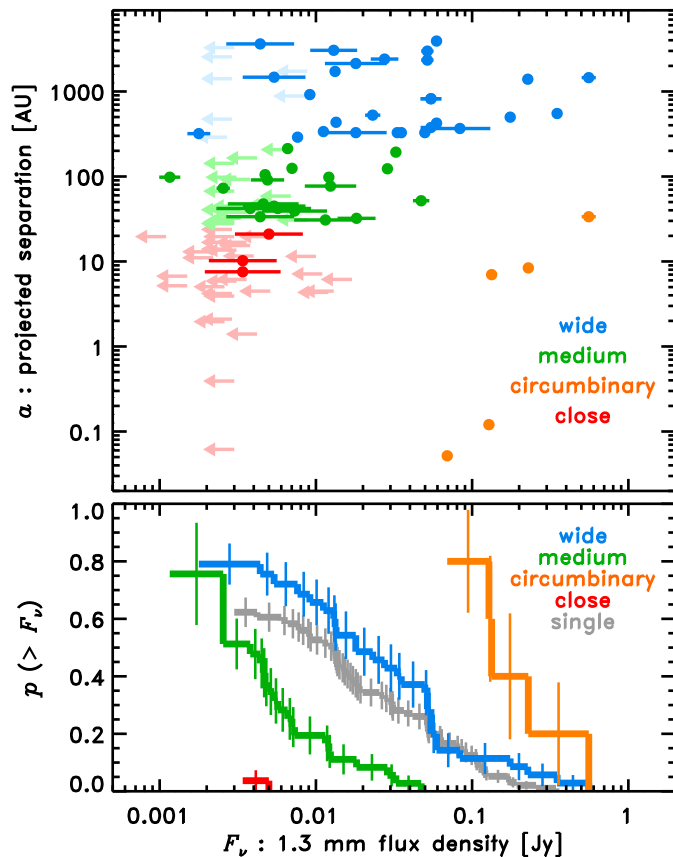 a : projected separation [AU]
1000
100
10
1
0.1
wide
medium
circumbinary
close
p (> Fν)
1.0
0.8
0.6
0.4
0.2
0.0
wide
medium
circumbinary
close
single
0.001
0.01
0.1
1
Fν : 1.3 mm flux density [Jy]